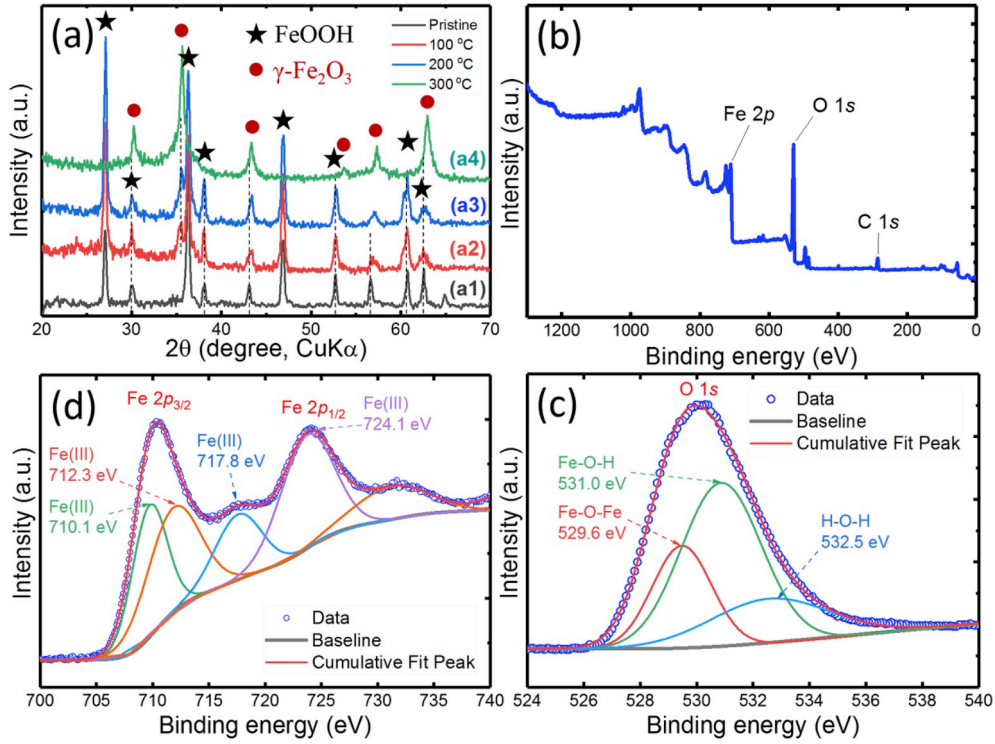 (a)
★ FeOOH
● γ-Fe₂O₃
Pristine
100 ºC
200 ºC
300 ºC
(a4)
(a3)
(a2)
(a1)
Intensity (a.u.)
20 30 40 50 60 70
2θ (degree, CuKα)
(b)
Fe 2p
O 1s
C 1s
Intensity (a.u.)
1200 1000 800 600 400 200 0
Binding energy (eV)
(d)
Fe 2p₃/₂
Fe 2p₁/₂
Fe(III)
724.1 eV
Fe(III)
717.8 eV
Fe(III)
712.3 eV
Fe(III)
710.1 eV
Data
Baseline
Cumulative Fit Peak
Intensity (a.u.)
700 705 710 715 720 725 730 735 740
Binding energy (eV)
(c)
O 1s
Data
Baseline
Cumulative Fit Peak
Fe-O-H
531.0 eV
Fe-O-Fe
529.6 eV
H-O-H
532.5 eV
Intensity (a.u.)
524 526 528 530 532 534 536 538 540
Binding energy (eV)